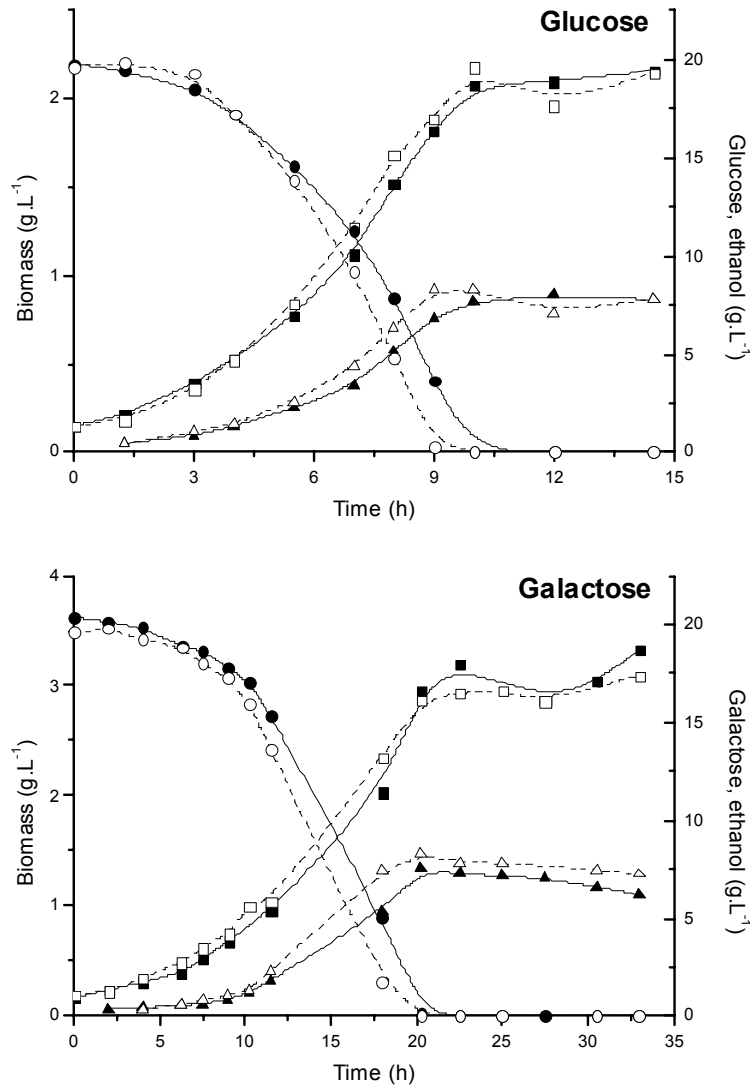 Glucose
2
1
0
Biomass (g.L⁻¹)
20
15
10
5
0
Glucose, ethanol (g.L⁻¹)
0 3 6 9 12 15
Time (h)
Galactose
4
3
2
1
0
Biomass (g.L⁻¹)
20
15
10
5
0
Galactose, ethanol (g.L⁻¹)
0 5 10 15 20 25 30 35
Time (h)